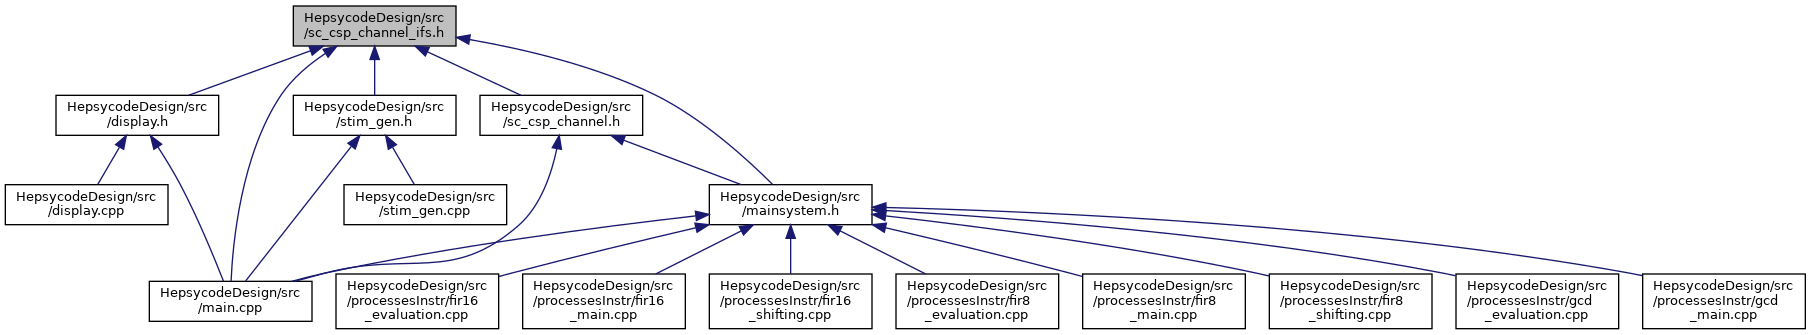 HepsycodeDesign/src
/sc_csp_channel_ifs.h
HepsycodeDesign/src
/display.h
HepsycodeDesign/src
/stim_gen.h
HepsycodeDesign/src
/sc_csp_channel.h
HepsycodeDesign/src
/display.cpp
HepsycodeDesign/src
/stim_gen.cpp
HepsycodeDesign/src
/mainsystem.h
HepsycodeDesign/src
/main.cpp
HepsycodeDesign/src
/processesInstr/fir16
_evaluation.cpp
HepsycodeDesign/src
/processesInstr/fir16
_main.cpp
HepsycodeDesign/src
/processesInstr/fir16
_shifting.cpp
HepsycodeDesign/src
/processesInstr/fir8
_evaluation.cpp
HepsycodeDesign/src
/processesInstr/fir8
_main.cpp
HepsycodeDesign/src
/processesInstr/fir8
_shifting.cpp
HepsycodeDesign/src
/processesInstr/gcd
_evaluation.cpp
HepsycodeDesign/src
/processesInstr/gcd
_main.cpp